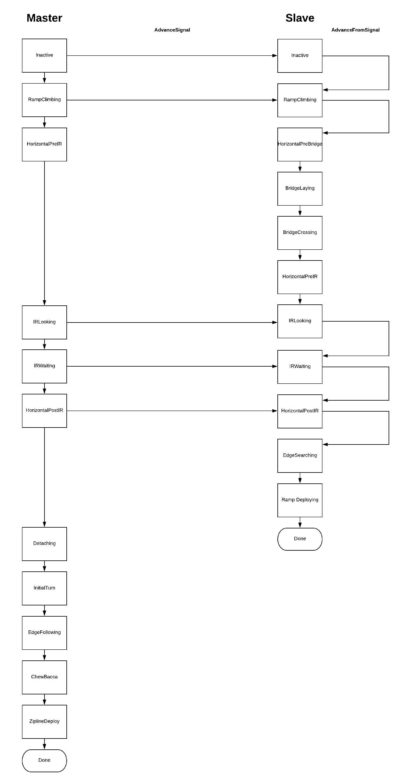 Master
Slave
AdvanceSignal
AdvanceFromSignal
Inactive
Inactive
RampClimbing
RampClimbing
HorizontalPreIR
HorizontalPreBridge
BridgeLaying
BridgeCrossing
HorizontalPreIR
IRLooking
IRLooking
IRWaiting
IRWaiting
HorizontalPostIR
HorizontalPostIR
EdgeSearching
Ramp Deploying
Detaching
Done
InitialTurn
EdgeFollowing
ChewBacca
ZiplineDeploy
Done